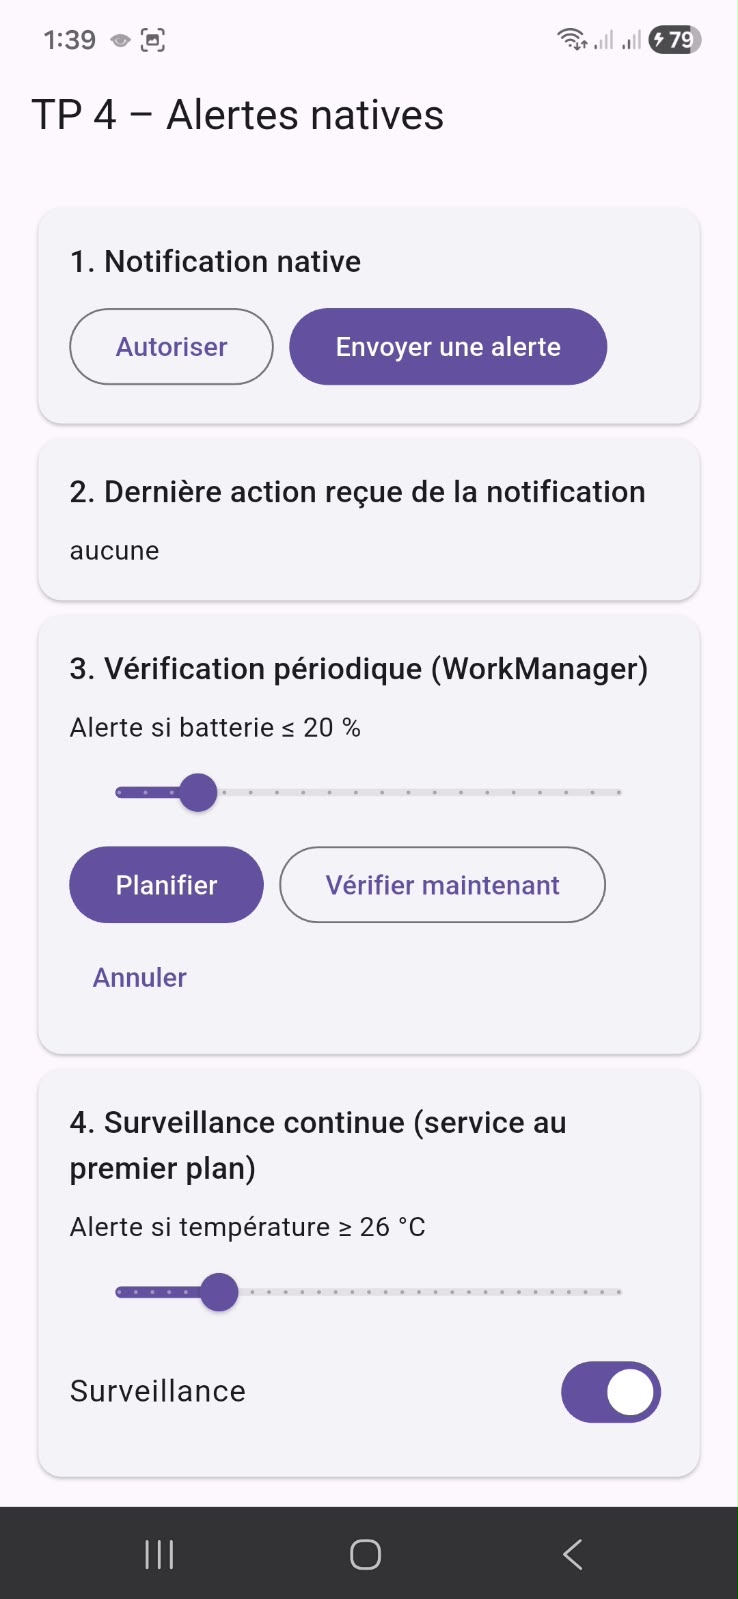 1:39
79
TP 4 – Alertes natives
1. Notification native
Autoriser
Envoyer une alerte
2. Dernière action reçue de la notification
aucune
3. Vérification périodique (WorkManager)
Alerte si batterie ≤ 20 %
Planifier
Vérifier maintenant
Annuler
4. Surveillance continue (service au
premier plan)
Alerte si température ≥ 26 °C
Surveillance